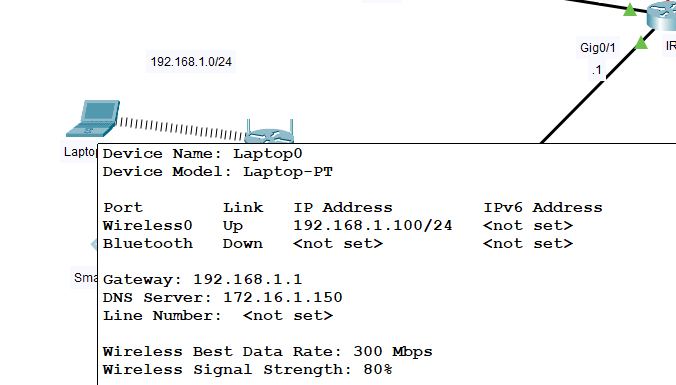 192.168.1.0/24
Gig0/1
.1
IR
Lapto
Device Name: Laptop0
Device Model: Laptop-PT
Port Link IP Address IPv6 Address
Wireless0 Up 192.168.1.100/24 <not set>
Bluetooth Down <not set> <not set>
Sma
Gateway: 192.168.1.1
DNS Server: 172.16.1.150
Line Number: <not set>
Wireless Best Data Rate: 300 Mbps
Wireless Signal Strength: 80%